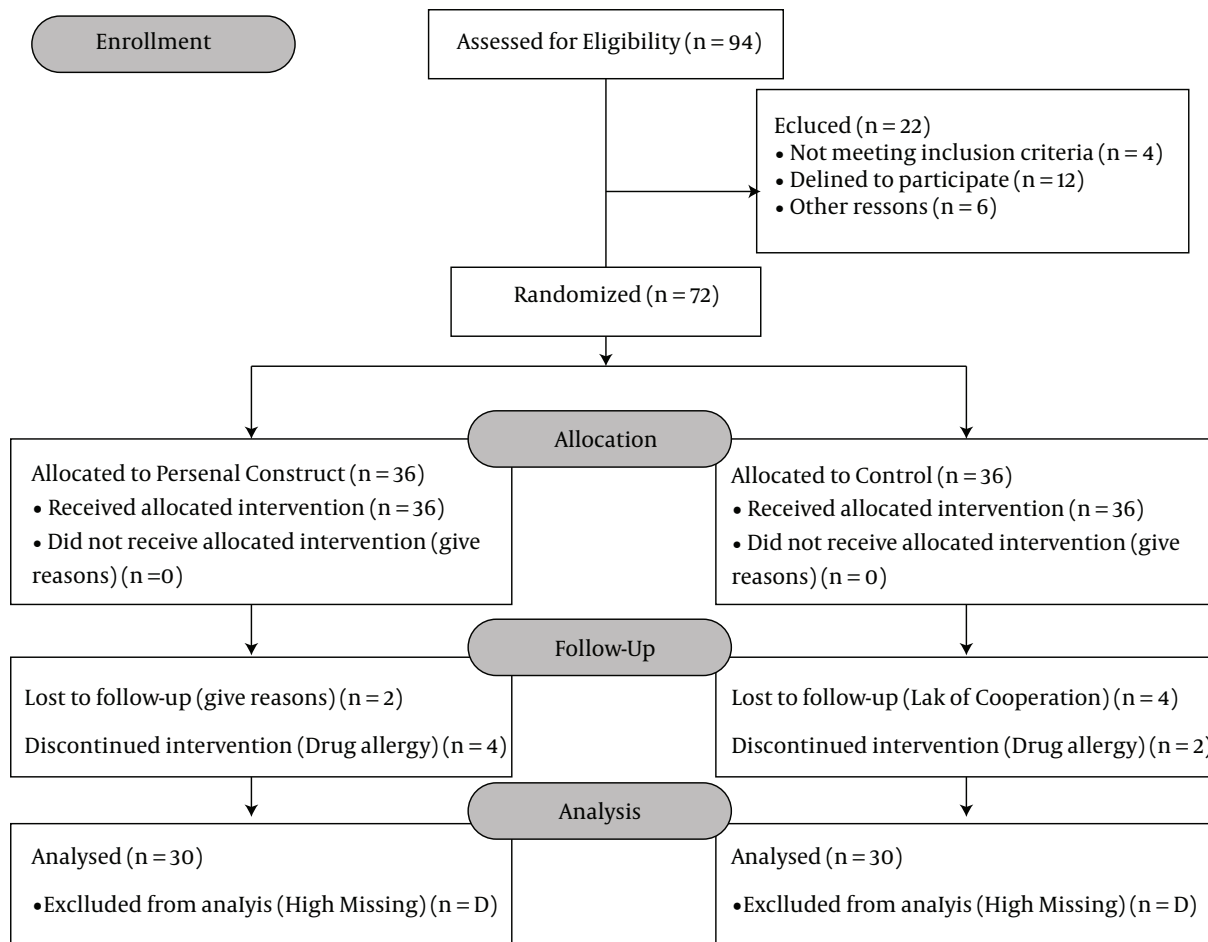 Enrollment
Assessed for Eligibility (n = 94)
Ecluced (n = 22)
• Not meeting inclusion criteria (n = 4)
• Delined to participate (n = 12)
• Other ressons (n = 6)
Randomized (n = 72)
Allocation
Allocated to Persenal Construct (n = 36)
• Received allocated intervention (n = 36)
• Did not receive allocated intervention (give
reasons) (n =0)
Allocated to Control (n = 36)
• Received allocated intervention (n = 36)
• Did not receive allocated intervention (give
reasons) (n = 0)
Follow-Up
Lost to follow-up (give reasons) (n = 2)
Discontinued intervention (Drug allergy) (n = 4)
Lost to follow-up (Lak of Cooperation) (n = 4)
Discontinued intervention (Drug allergy) (n = 2)
Analysis
Analysed (n = 30)
•Exclluded from anaIyis (High Missing) (n = D)
Analysed (n = 30)
•Exclluded from anaIyis (High Missing) (n = D)